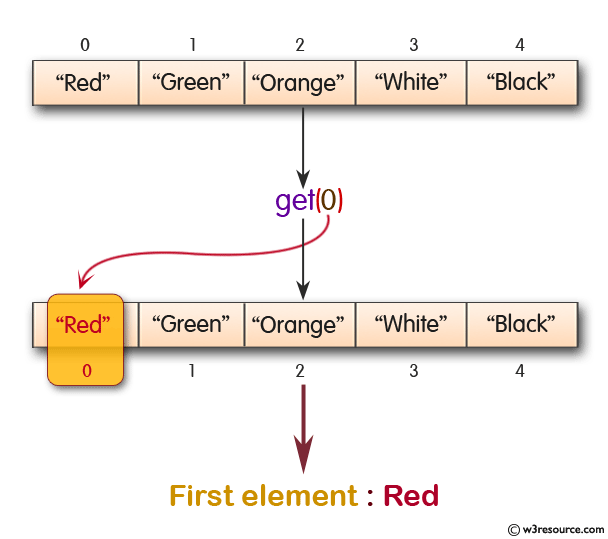 0 1 2 3 4
“Red” “Green” “Orange” “White” “Black”
get(0)
“Red” “Green” “Orange” “White” “Black”
0 1 2 3 4
First element : Red
© w3resource.com